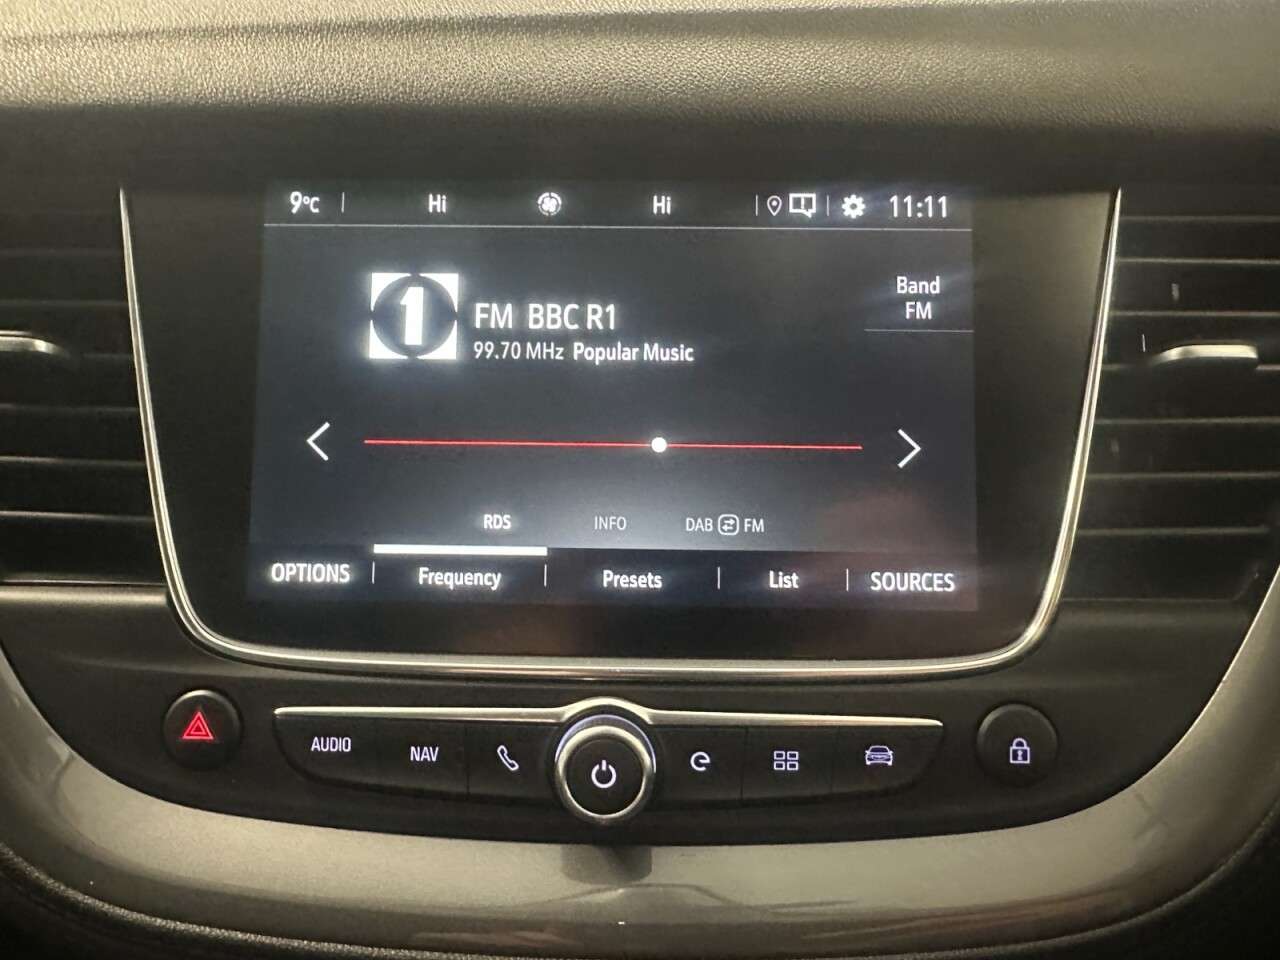 9°C Hi Hi 11:11
Band
FM
1
FM BBC R1
99.70 MHz Popular Music
RDS INFO DAB FM
OPTIONS Frequency Presets List SOURCES
AUDIO NAV